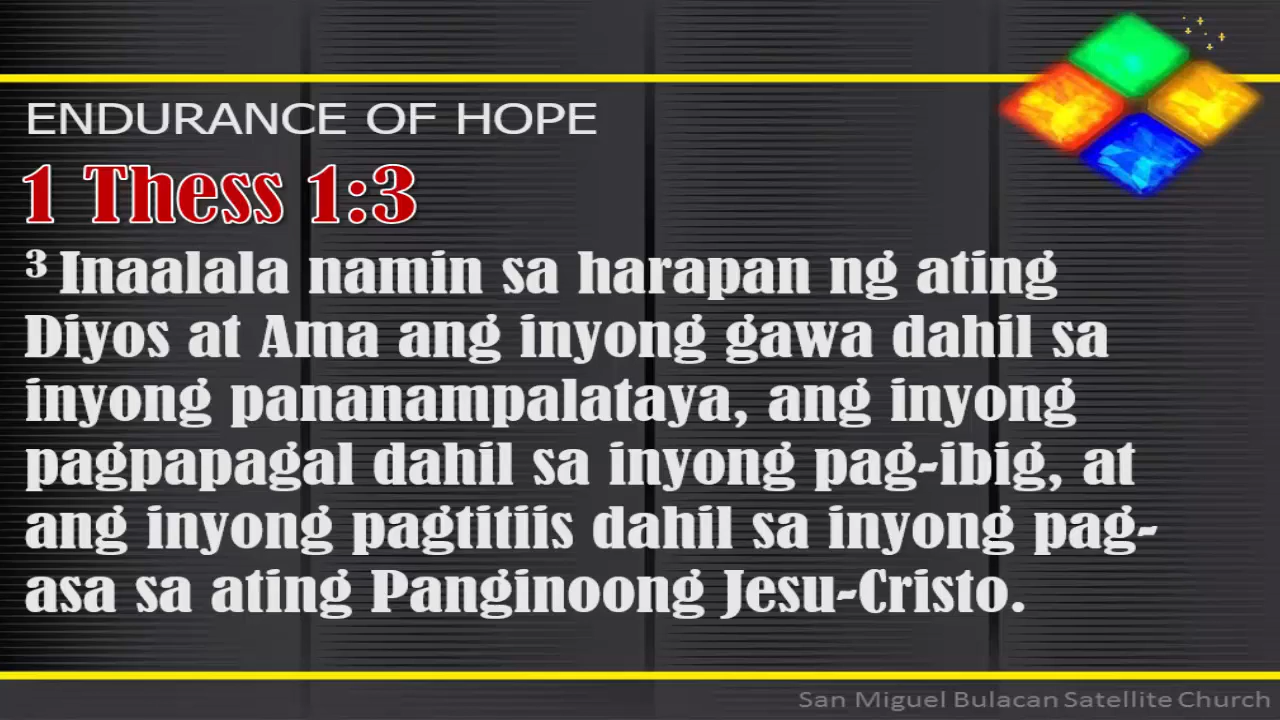 ENDURANCE OF HOPE
1 Thess 1:3
³ Inaalala namin sa harapan ng ating
Diyos at Ama ang inyong gawa dahil sa
inyong pananampalataya, ang inyong
pagpapagal dahil sa inyong pag-ibig, at
ang inyong pagtitiis dahil sa inyong pag-
asa sa ating Panginoong Jesu-Cristo.
San Miguel Bulacan Satellite Church